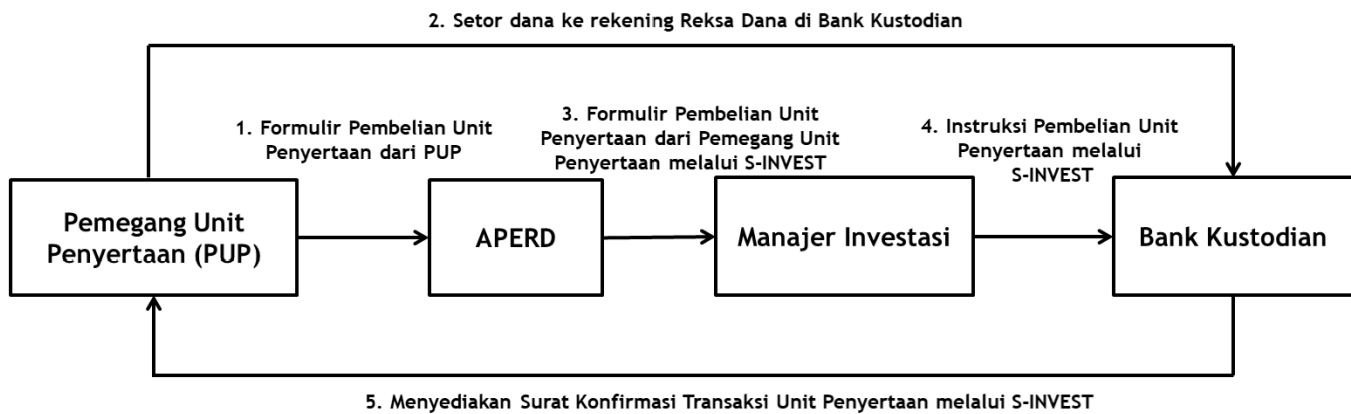 2. Setor dana ke rekening Reksa Dana di Bank Kustodian
1. Formulir Pembelian Unit
Penyertaan dari PUP
3. Formulir Pembelian Unit
Penyertaan dari Pemegang Unit
Penyertaan melalui S-INVEST
4. Instruksi Pembelian Unit
Penyertaan melalui
S-INVEST
Pemegang Unit
Penyertaan (PUP)
APERD
Manajer Investasi
Bank Kustodian
5. Menyediakan Surat Konfirmasi Transaksi Unit Penyertaan melalui S-INVEST